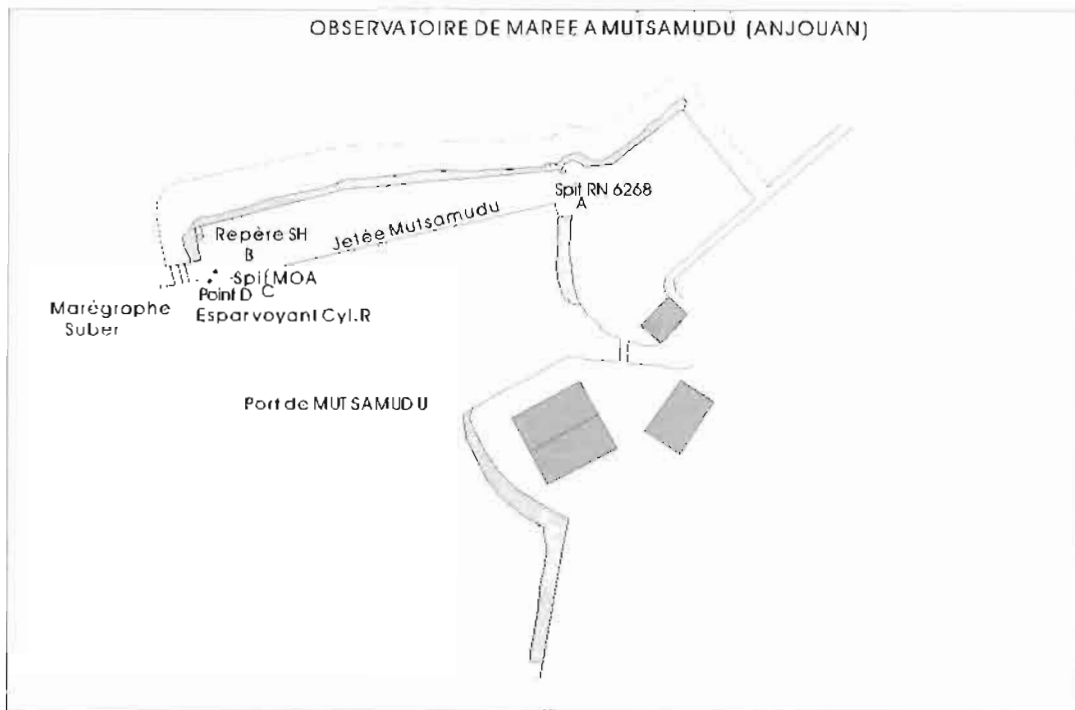 OBSERVATOIRE DE MAREE A MUTSAMUDU (ANJOUAN)
Spit RN 6268
A
Jetée Mutsamudu
Repère SH
B
Spit MOA
Point D C
Marégrophe
Suber
Esparvoyant Cyl.R
Port de MUTSAMUDU